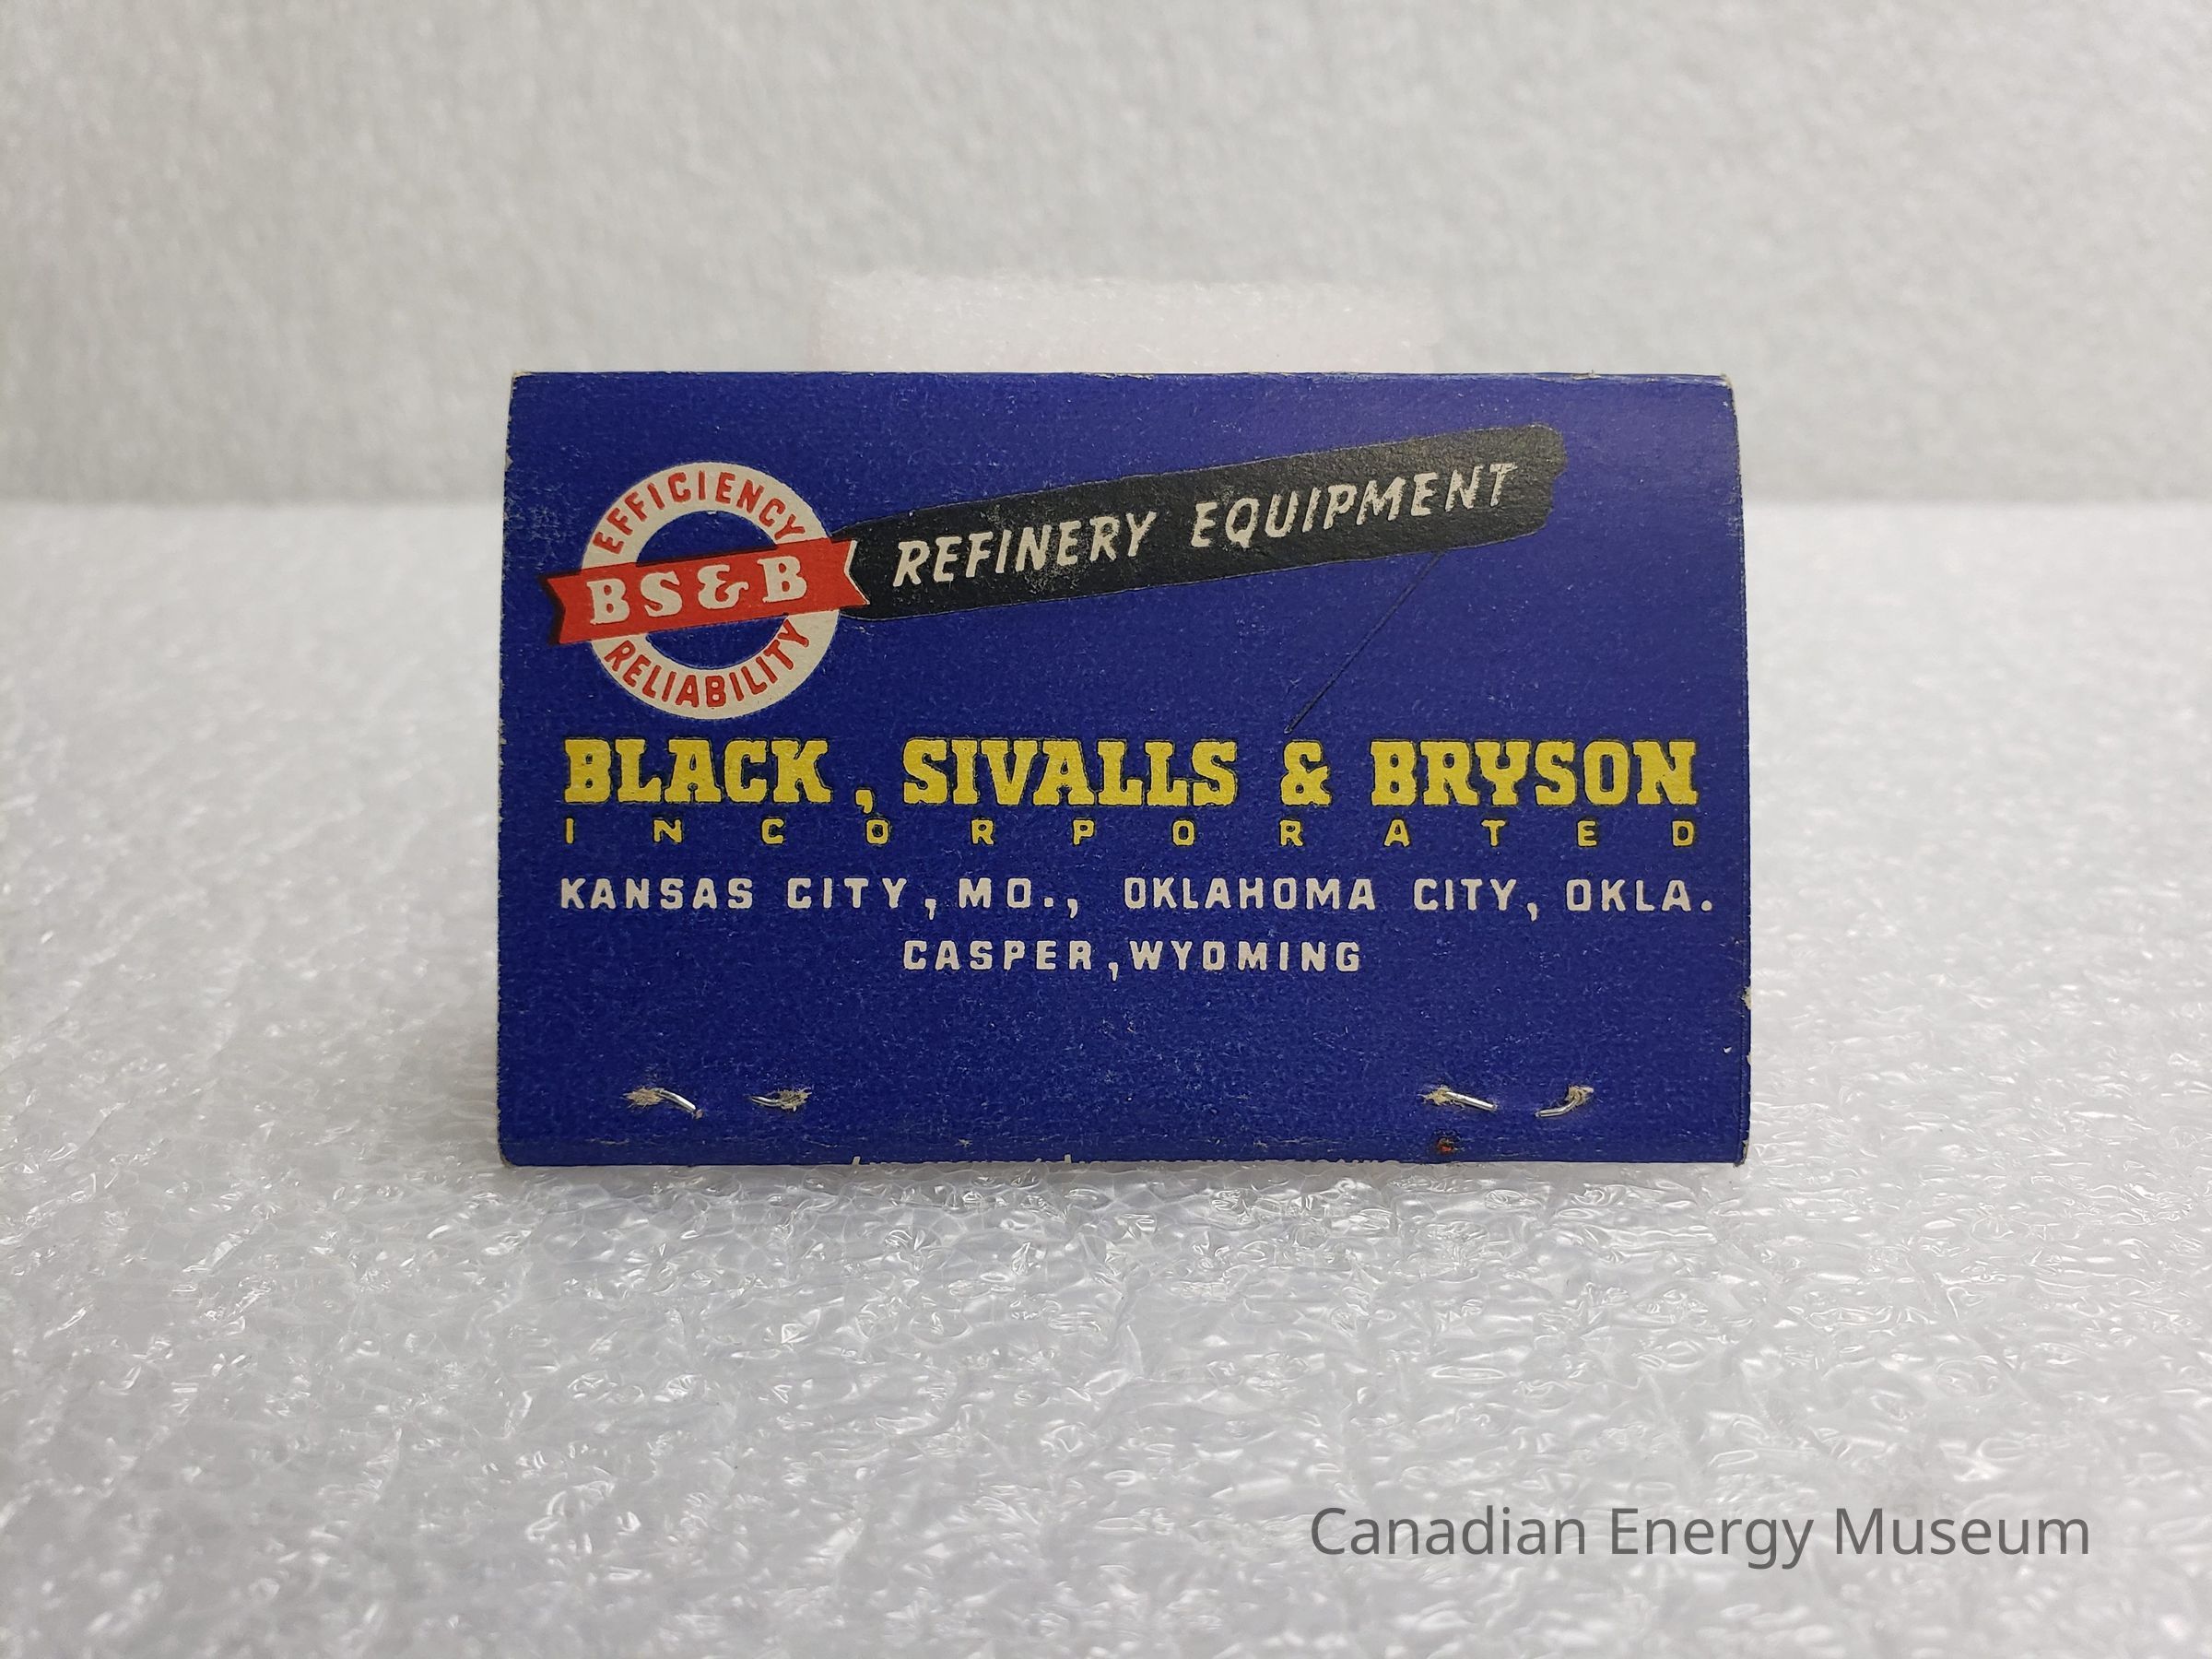 EFFICIENCY
BS&B
RELIABILITY
REFINERY EQUIPMENT
BLACK, SIVALLS & BRYSON
INCORPORATED
KANSAS CITY, MO., OKLAHOMA CITY, OKLA.
CASPER, WYOMING
Canadian Energy Museum